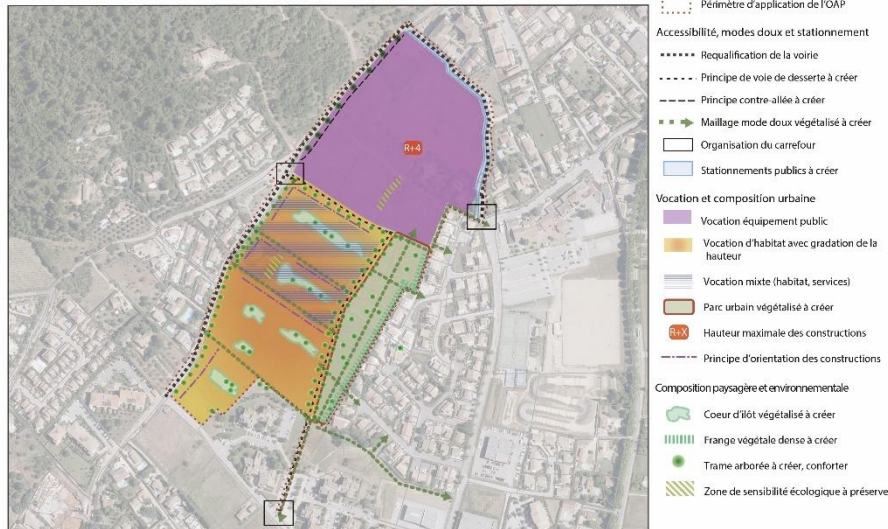 Périmètre d'application de l'OAP
Accessibilité, modes doux et stationnement
Requalification de la voirie
Principe de voie de desserte à créer
Principe contre-allée à créer
Maillage mode doux végétalisé à créer
Organisation du carrefour
Stationnements publics à créer
Vocation et composition urbaine
Vocation équipement public
Vocation d'habitat avec gradation de la
hauteur
Vocation mixte (habitat, services)
Parc urbain végétalisé à créer
R+X Hauteur maximale des constructions
Principe d'orientation des constructions
Composition paysagère et environnementale
Coeur d'ilôt végétalisé à créer
Frange végétale dense à créer
Trame arborée à créer, conforter
Zone de sensibilité écologique à préserve
R+4